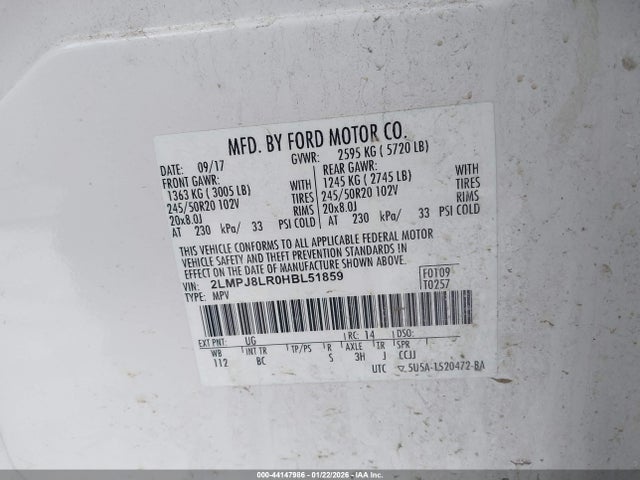 MFD. BY FORD MOTOR CO.
DATE: 09/17 GVWR: 2595 KG ( 5720 LB)
FRONT GAWR: REAR GAWR:
1363 KG ( 3005 LB) WITH 1245 KG ( 2745 LB) WITH
245/50R20 102V TIRES 245/50R20 102V TIRES
20x8.0J RIMS 20x8.0J RIMS
AT 230 kPa/ 33 PSI COLD AT 230 kPa/ 33 PSI COLD
THIS VEHICLE CONFORMS TO ALL APPLICABLE FEDERAL MOTOR
VEHICLE SAFETY AND THEFT PREVENTION STANDARDS IN
EFFECT ON THE DATE OF MANUFACTURE SHOWN ABOVE.
VIN: 2LMPJ8LR0HBL51859 F0T09
TYPE: MPV T0257
EXT PNT: UG RC: 14 DSO:
WB INT TR TP/PS R AXLE TR SPR
112 BC S 3H J CCJJ
UTC 5U5A-1520472-BA
000-44147986 - 01/22/2026 - IAA Inc.